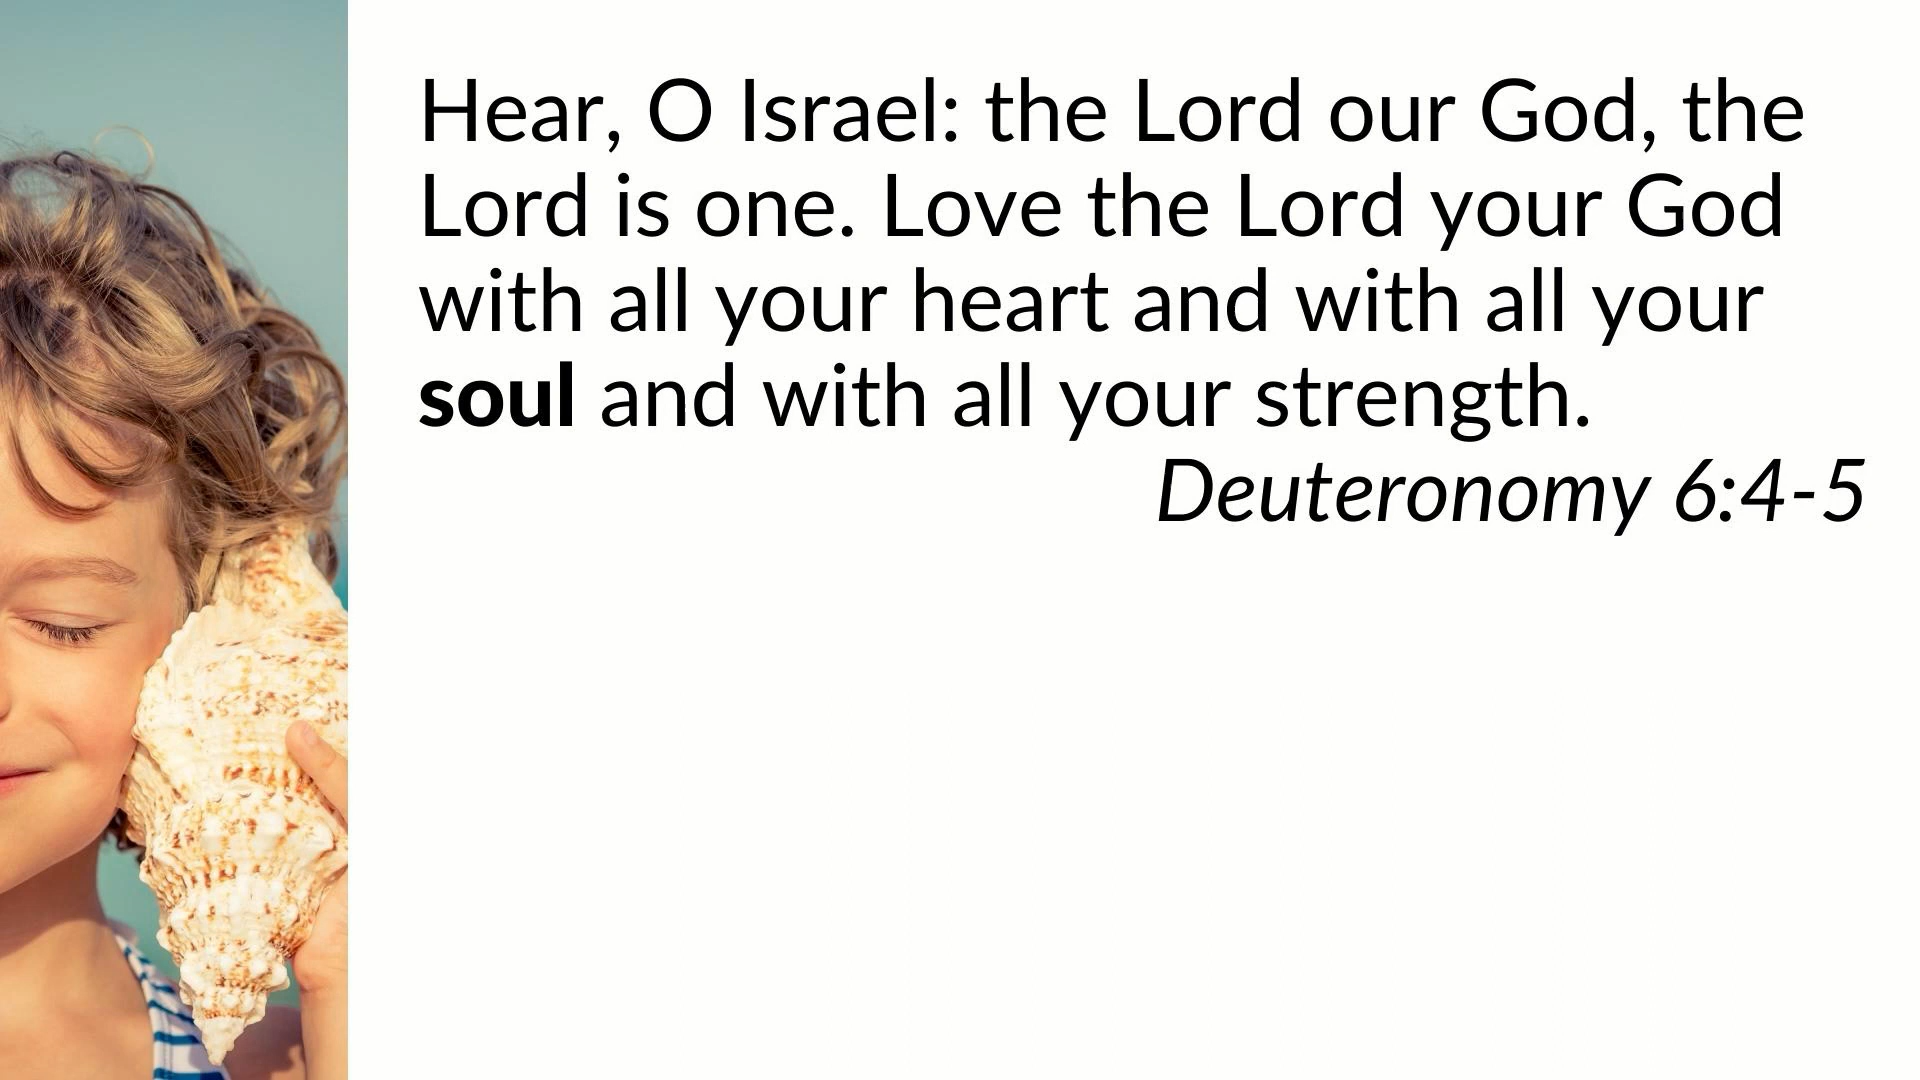 Hear, O Israel: the Lord our God, the
Lord is one. Love the Lord your God
with all your heart and with all your
soul and with all your strength.
Deuteronomy 6:4-5